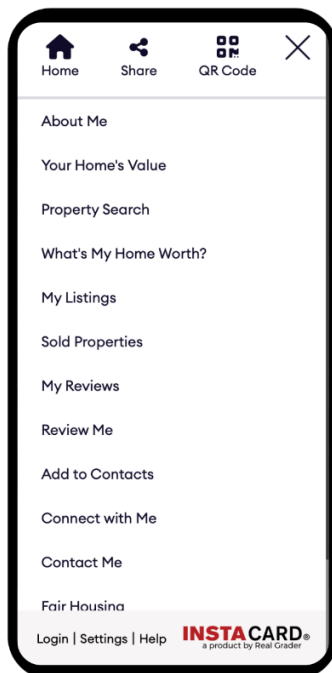 Home Share QR Code
About Me
Your Home's Value
Property Search
What's My Home Worth?
My Listings
Sold Properties
My Reviews
Review Me
Add to Contacts
Connect with Me
Contact Me
Fair Housing
Login | Settings | Help INSTACARD®
a product by Real Grader